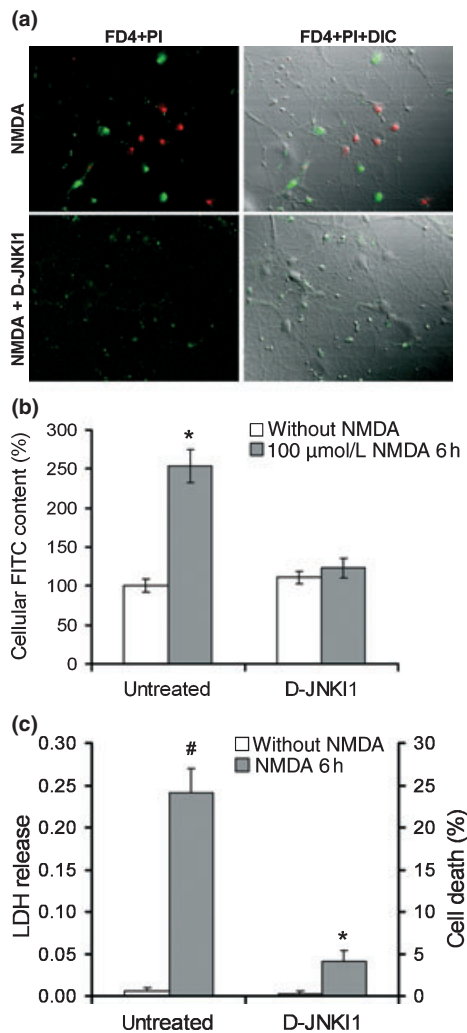 (a)
FD4+PI FD4+PI+DIC
NMDA
NMDA + D-JNKI1
(b)
Cellular FITC content (%)
300
250
200
150
100
50
0
*
Without NMDA
100 μmol/L NMDA 6 h
Untreated D-JNKI1
(c)
LDH release
0.30
0.25
0.20
0.15
0.10
0.05
0.00
#
Without NMDA
NMDA 6 h
*
30
25
20
15
10
5
0
Cell death (%)
Untreated D-JNKI1